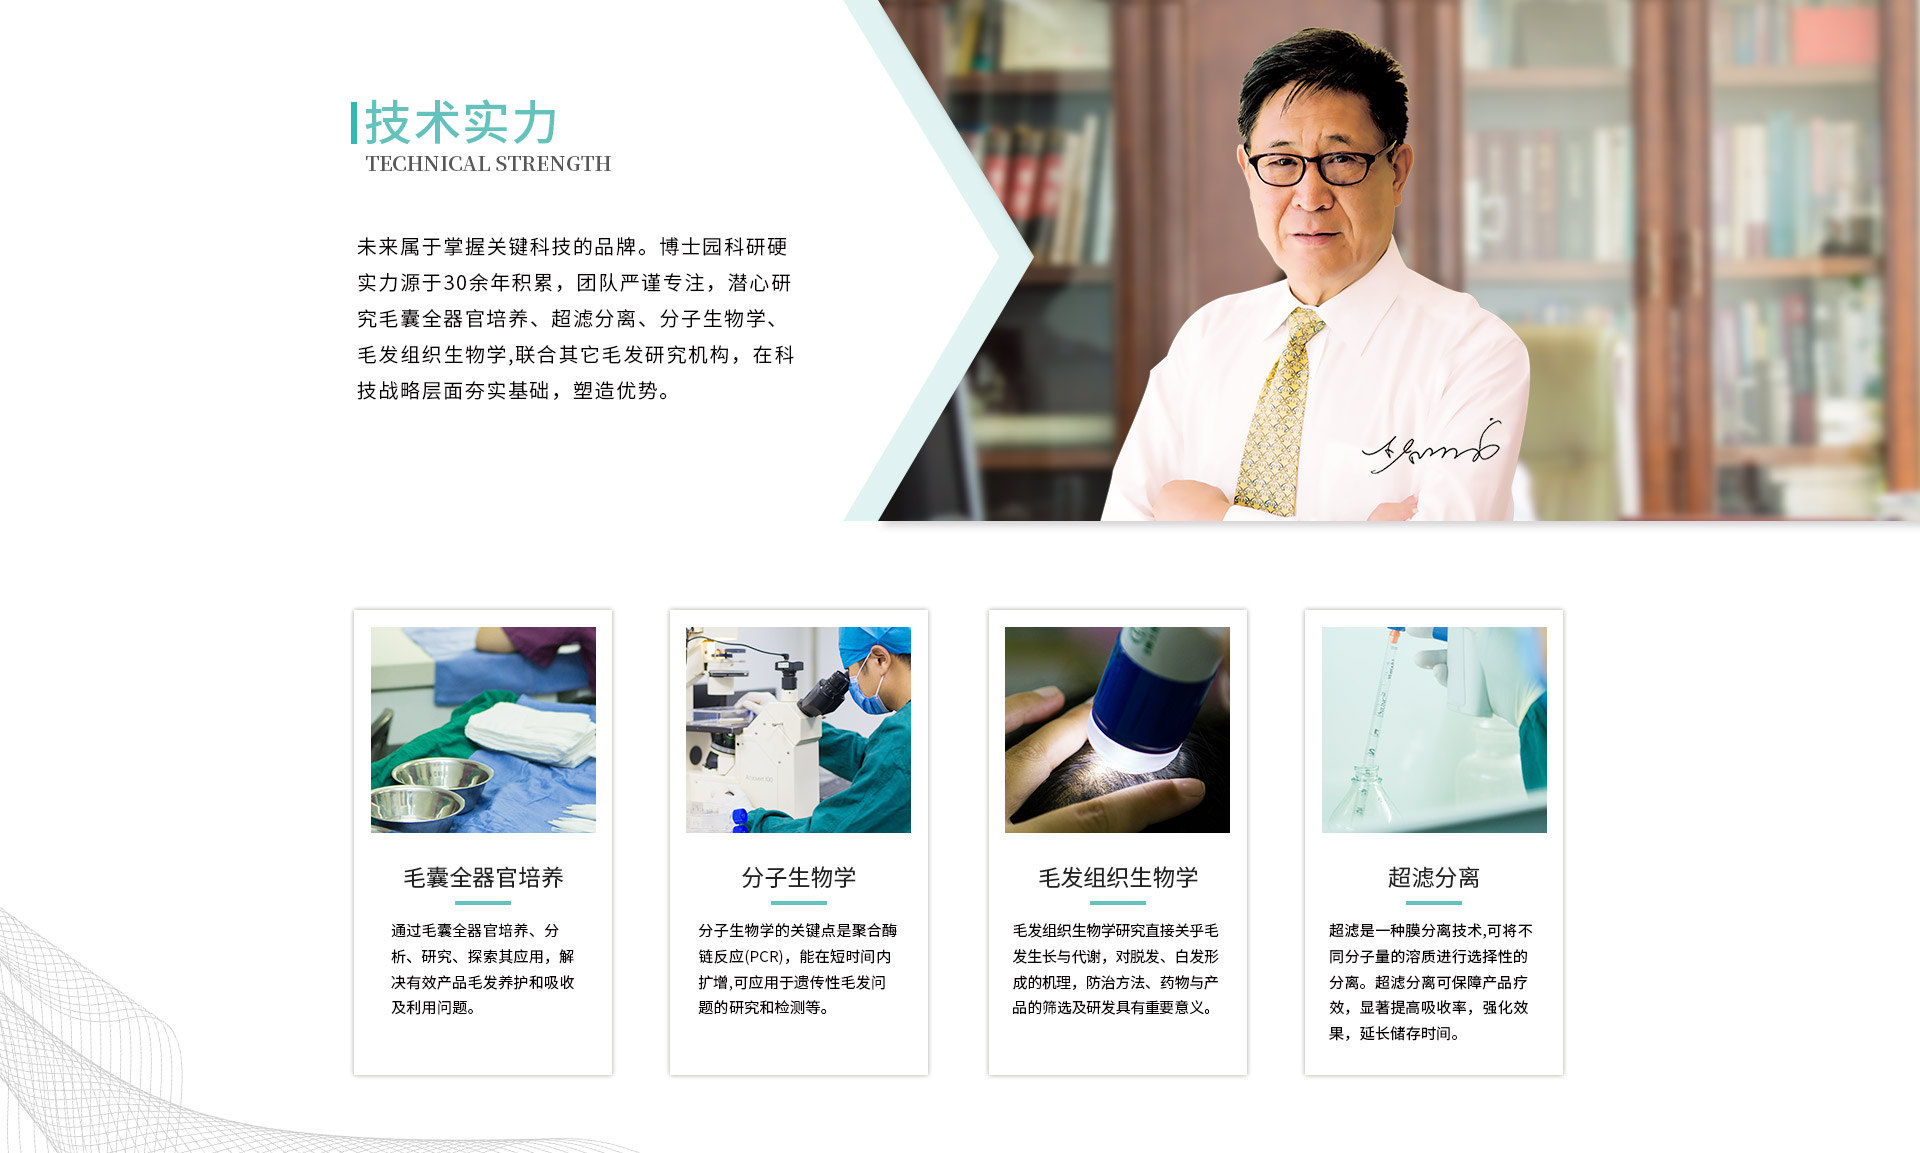 技术实力
TECHNICAL STRENGTH
未来属于掌握关键科技的品牌。博士园科研硬
实力源于30余年积累，团队严谨专注，潜心研
究毛囊全器官培养、超滤分离、分子生物学、
毛发组织生物学,联合其它毛发研究机构，在科
技战略层面夯实基础，塑造优势。
毛囊全器官培养
通过毛囊全器官培养、分
析、研究、探索其应用，解
决有效产品毛发养护和吸收
及利用问题。
分子生物学
分子生物学的关键点是聚合酶
链反应(PCR)，能在短时间内
扩增,可应用于遗传性毛发问
题的研究和检测等。
毛发组织生物学
毛发组织生物学研究直接关乎毛
发生长与代谢，对脱发、白发形
成的机理，防治方法、药物与产
品的筛选及研发具有重要意义。
超滤分离
超滤是一种膜分离技术,可将不
同分子量的溶质进行选择性的
分离。超滤分离可保障产品疗
效，显著提高吸收率，强化效
果，延长储存时间。